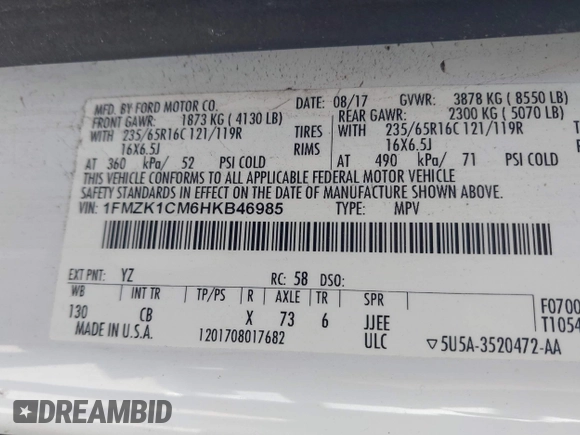 MFD. BY FORD MOTOR CO.
DATE: 08/17 GVWR: 3878 KG ( 8550 LB)
FRONT GAWR: 1873 KG ( 4130 LB) REAR GAWR: 2300 KG ( 5070 LB)
WITH 235/65R16C 121/119R TIRES WITH 235/65R16C 121/119R
16X6.5J RIMS 16X6.5J
AT 360 kPa/ 52 PSI COLD AT 490 kPa/ 71 PSI COLD
THIS VEHICLE CONFORMS TO ALL APPLICABLE FEDERAL MOTOR VEHICLE
SAFETY STANDARDS IN EFFECT ON THE DATE OF MANUFACTURE SHOWN ABOVE.
VIN: 1FMZK1CM6HKB46985 TYPE: MPV
EXT PNT: YZ RC: 58 DSO:
WB INT TR TP/PS R AXLE TR SPR F0700
130 CB X 73 6 JJEE T1054
MADE IN U.S.A. 1201708017682 ULC ▽5U5A-3520472-AA
DREAMBID